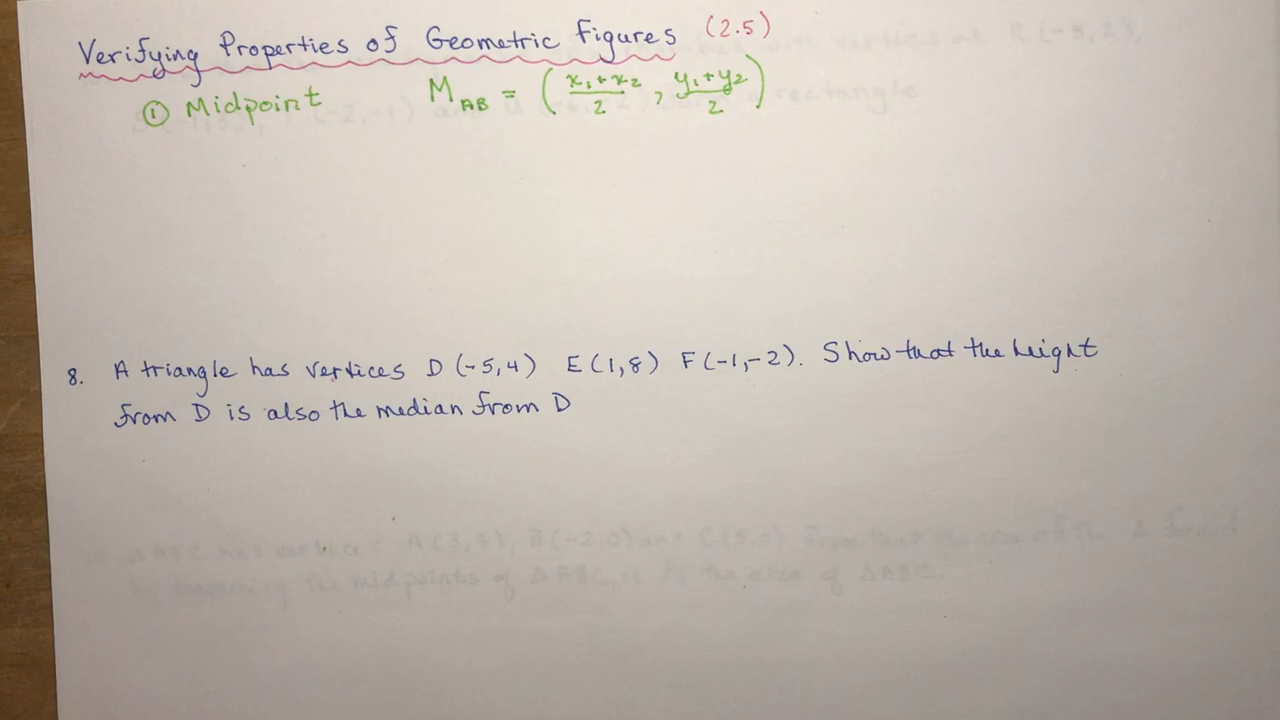 Verifying Properties of Geometric Figures (2.5)
① Midpoint M_AB = ( (x₁+x₂)/2 , (y₁+y₂)/2 )
8. A triangle has vertices D (-5,4) E (1,8) F (-1,-2). Show that the height
from D is also the median from D